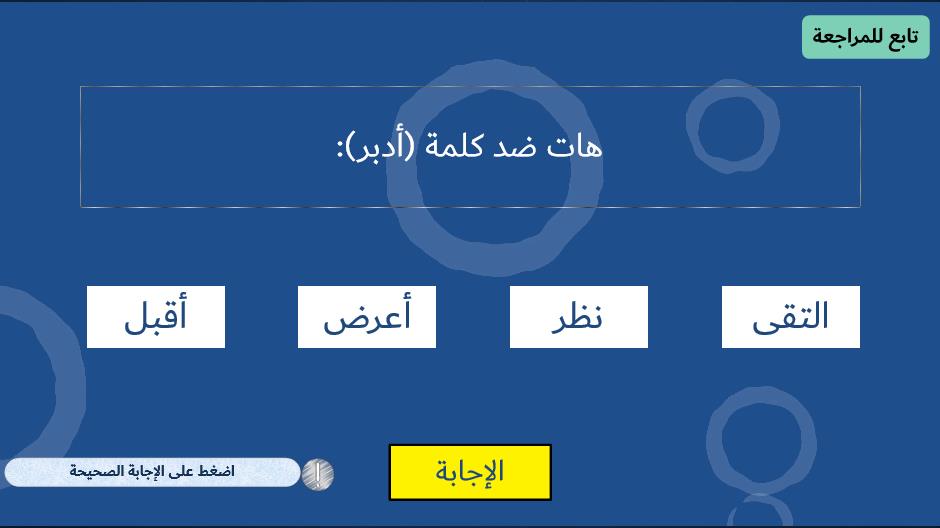 تابع للمراجعة
هات ضد كلمة (أدبر):
التقى
نظر
أعرض
أقبل
الإجابة
اضغط على الإجابة الصحيحة
!